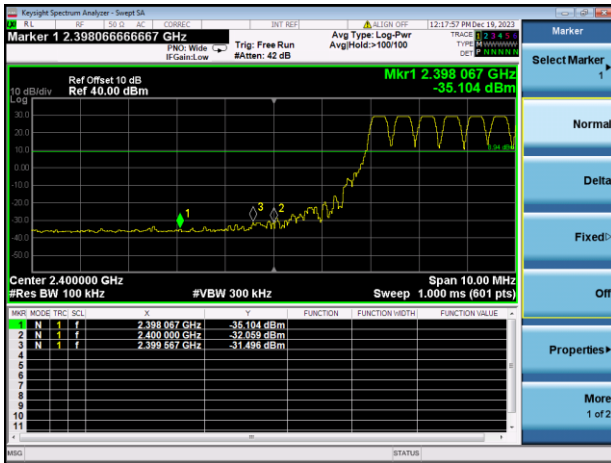 Keysight Spectrum Analyzer - Swept SA
RL RF 50 Ω AC CORREC INT REF ALIGN OFF 12:17:57 PM Dec 19, 2023
Marker 1 2.398066666667 GHz
Avg Type: Log-Pwr
TRACE 1 2 3 4 5 6
PNO: Wide
Trig: Free Run
Avg|Hold:>100/100
TYPE M WWWWW
IFGain:Low
#Atten: 42 dB
DET P NNNNN
Mkr1 2.398 067 GHz
-35.104 dBm
Ref Offset 10 dB
10 dB/div Ref 40.00 dBm
Log
30.0
20.0
10.0
0.00
-10.0
-20.0
-30.0
-40.0
-50.0
1
3
2
Center 2.400000 GHz
Span 10.00 MHz
#Res BW 100 kHz #VBW 300 kHz Sweep 1.000 ms (601 pts)
MKR MODE TRC SCL X Y FUNCTION FUNCTION WIDTH FUNCTION VALUE
1 N 1 f 2.398 067 GHz -35.104 dBm
2 N 1 f 2.400 000 GHz -32.059 dBm
3 N 1 f 2.399 567 GHz -31.496 dBm
4
5
6
7
8
9
10
11
MSG STATUS
Marker
Select Marker
1
Normal
Delta
Fixed
Off
Properties
More
1 of 2